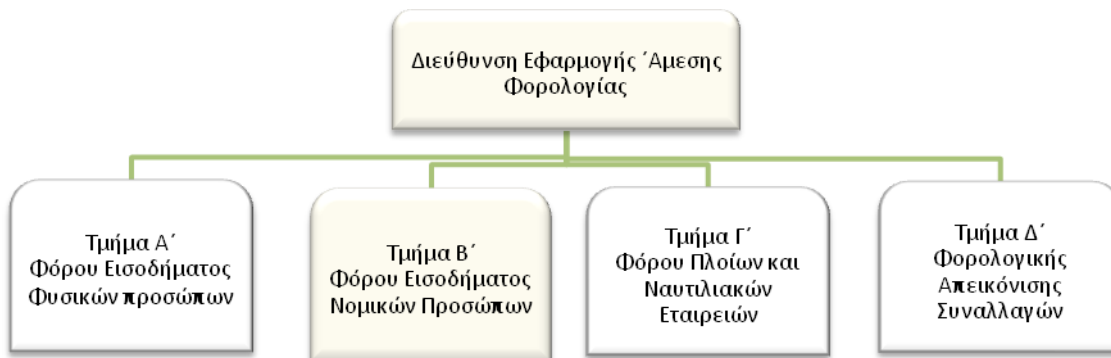 Διεύθυνση Εφαρμογής ΄Αμεσης
Φορολογίας
Τμήμα Α΄
Φόρου Εισοδήματος
Φυσικών προσώπων
Τμήμα Β΄
Φόρου Εισοδήματος
Νομικών Προσώπων
Τμήμα Γ΄
Φόρου Πλοίων και
Ναυτιλιακών
Εταιρειών
Τμήμα Δ΄
Φορολογικής
Απεικόνισης
Συναλλαγών